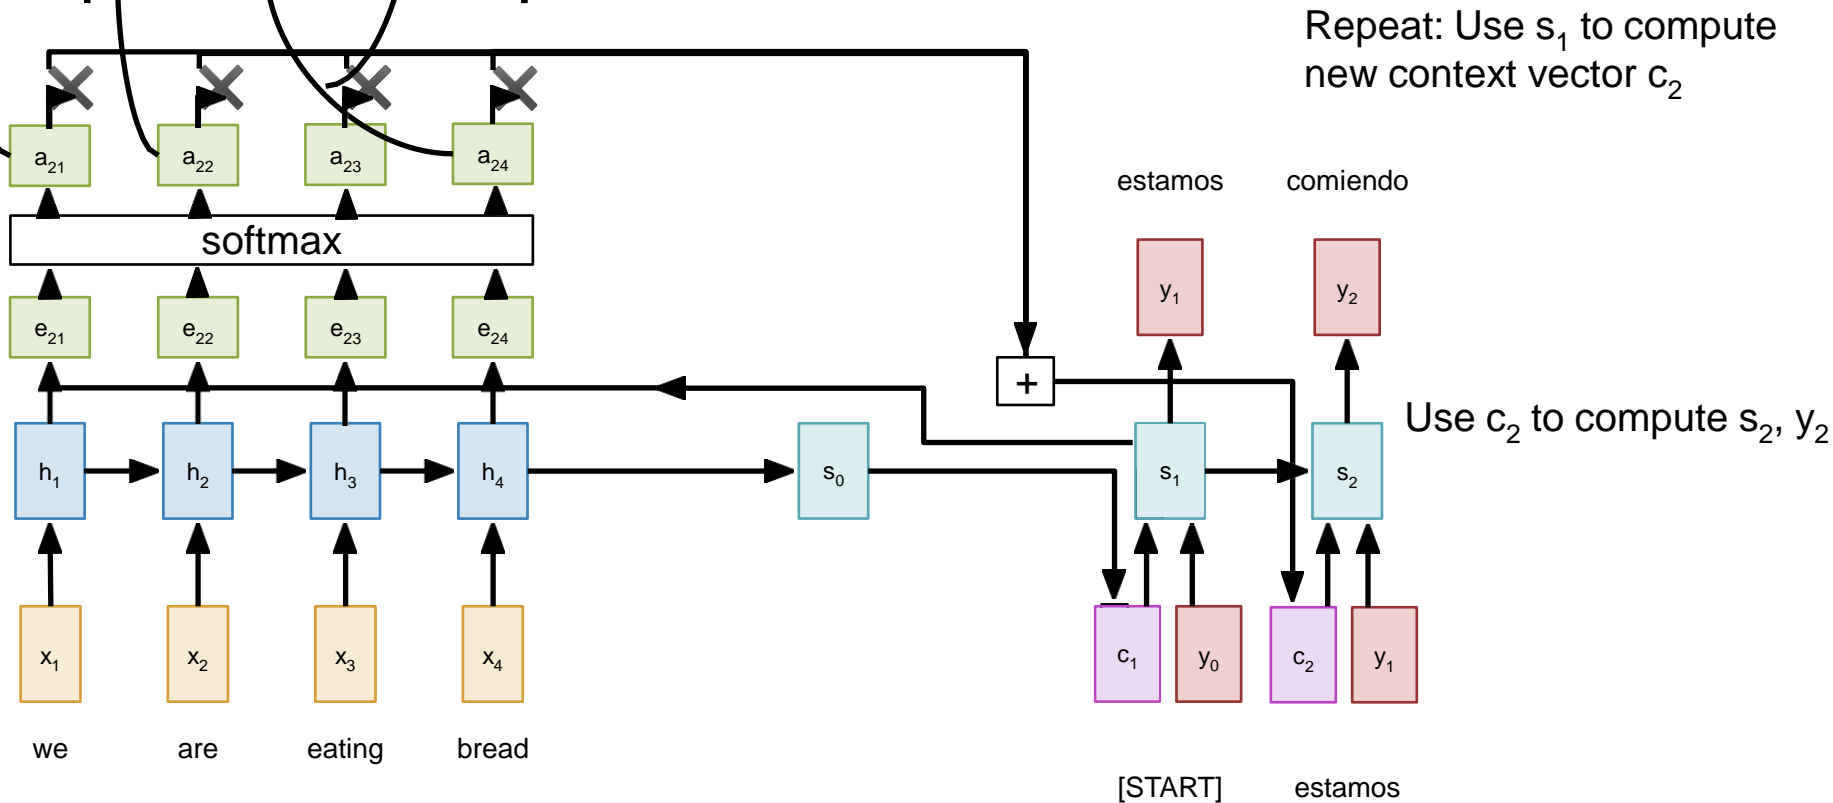 Repeat: Use s₁ to compute
new context vector c₂
a₂₁ a₂₂ a₂₃ a₂₄
estamos comiendo
softmax
y₁ y₂
e₂₁ e₂₂ e₂₃ e₂₄
+
Use c₂ to compute s₂, y₂
h₁ h₂ h₃ h₄ s₀ s₁ s₂
x₁ x₂ x₃ x₄ c₁ y₀ c₂ y₁
we are eating bread
[START] estamos